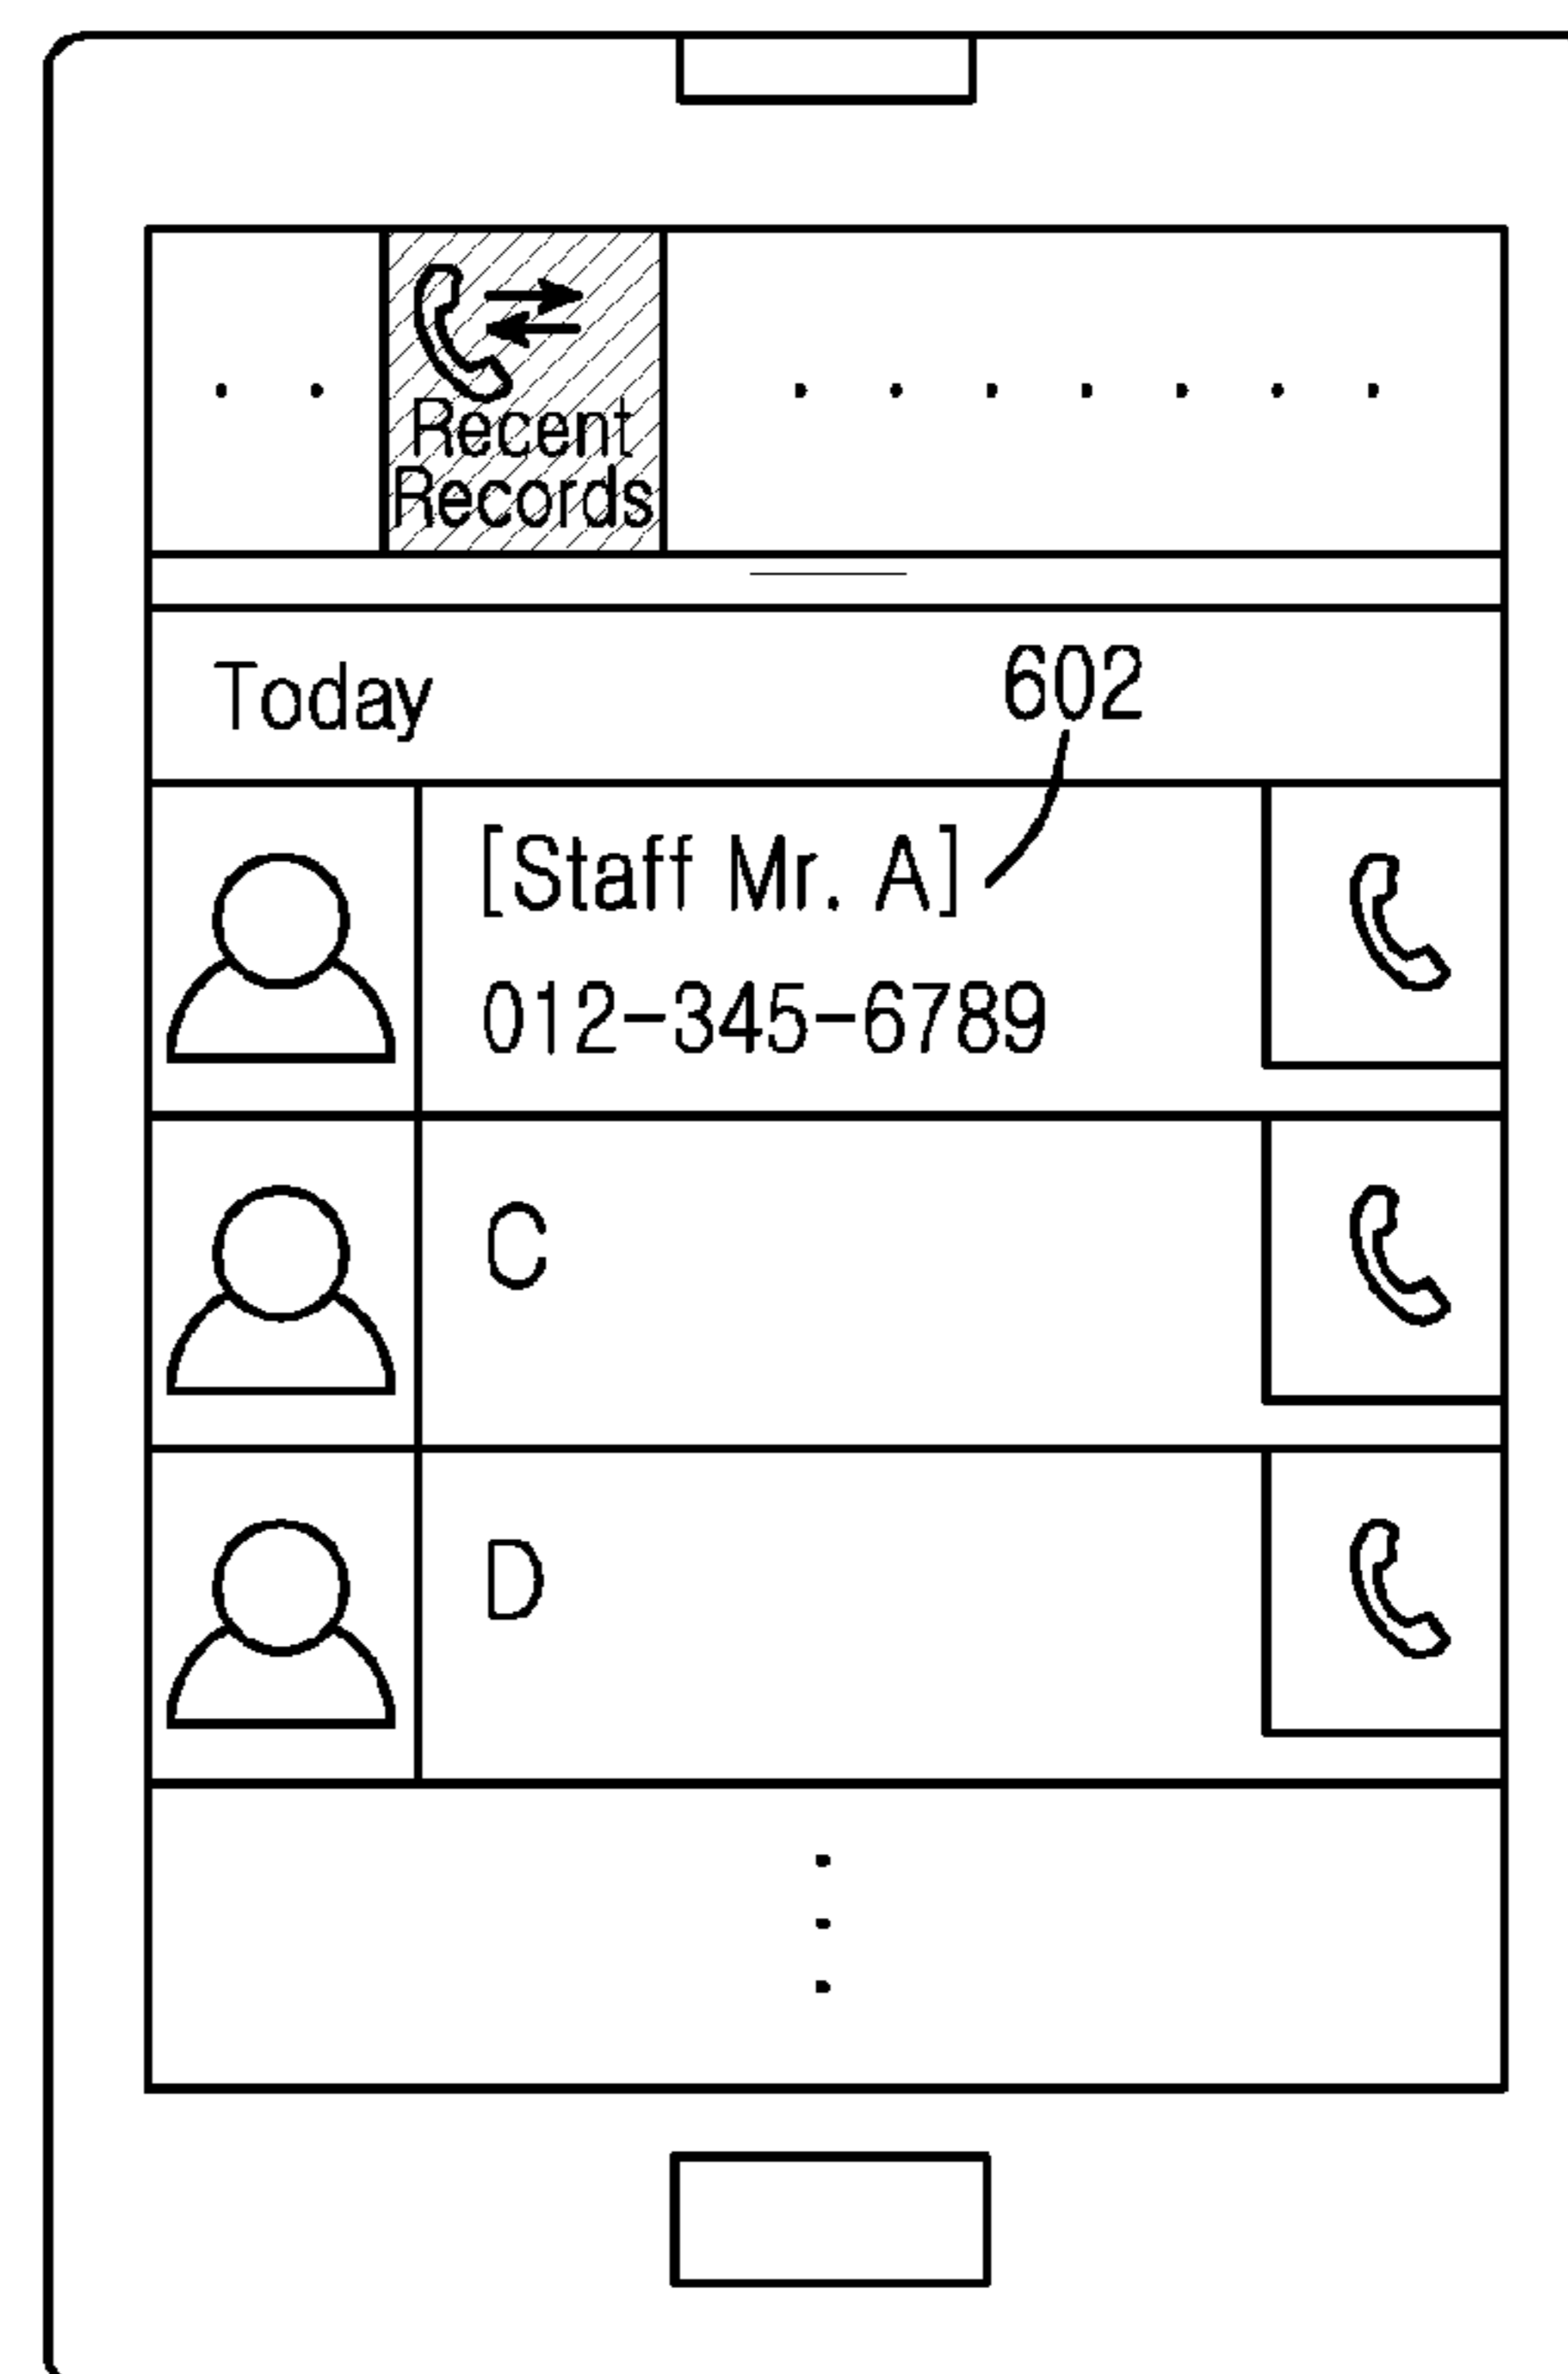 Recent
Records
Today
602
[Staff Mr. A]
012-345-6789
C
D